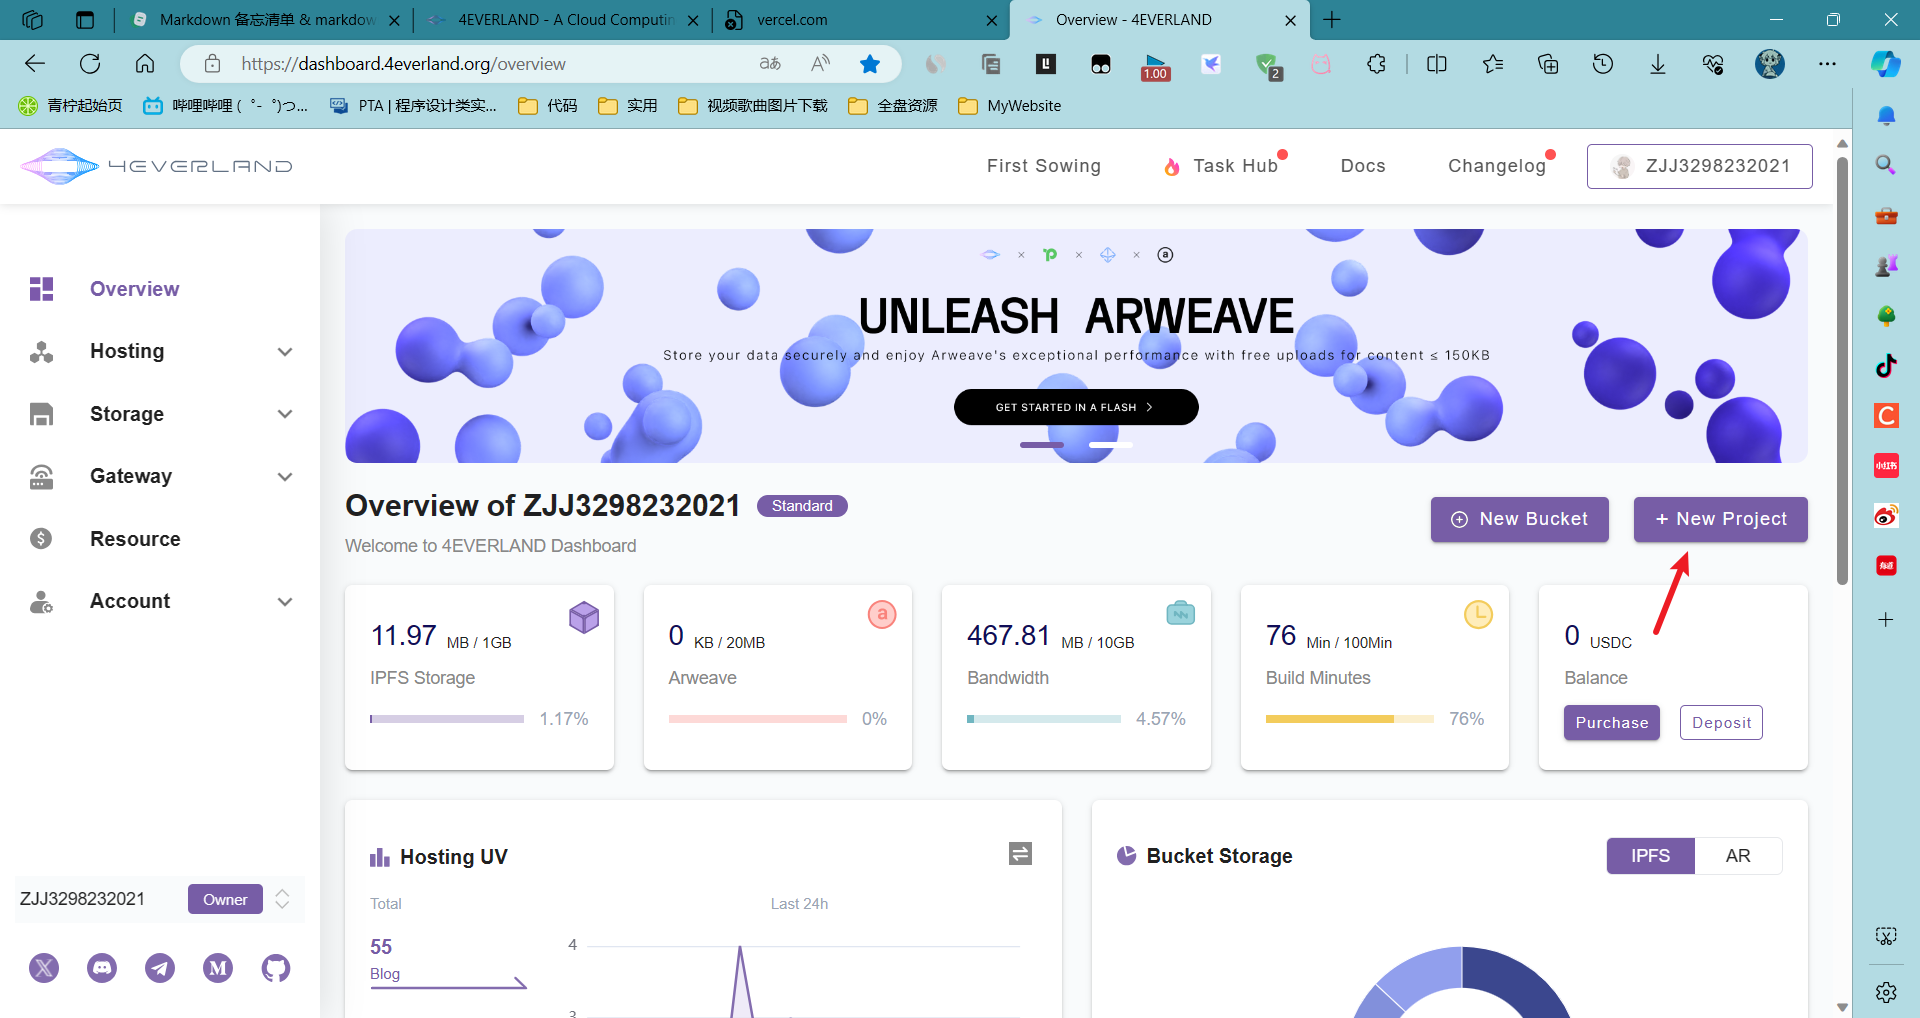 Markdown 备忘清单 & markdow
4EVERLAND - A Cloud Computin
vercel.com
Overview - 4EVERLAND
https://dashboard.4everland.org/overview
1.00
2
青柠起始页
哔哩哔哩 ( ゜- ゜)つ...
PTA | 程序设计类实...
代码
实用
视频歌曲图片下载
全盘资源
MyWebsite
4EVERLAND
First Sowing
Task Hub
Docs
Changelog
ZJJ3298232021
Overview
Hosting
Storage
Gateway
Resource
Account
UNLEASH ARWEAVE
Store your data securely and enjoy Arweave's exceptional performance with free uploads for content ≤ 150KB
GET STARTED IN A FLASH >
Overview of ZJJ3298232021
Standard
Welcome to 4EVERLAND Dashboard
New Bucket
+ New Project
11.97 MB / 1GB
IPFS Storage
1.17%
0 KB / 20MB
Arweave
0%
467.81 MB / 10GB
Bandwidth
4.57%
76 Min / 100Min
Build Minutes
76%
0 USDC
Balance
Purchase
Deposit
Hosting UV
Total
Last 24h
55
Blog
4
3
Bucket Storage
IPFS
AR
ZJJ3298232021
Owner
小红书